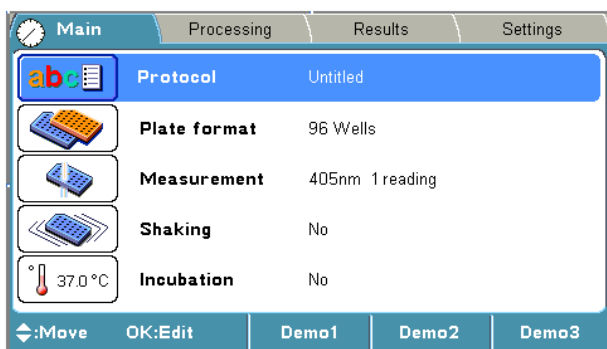 Main Processing Results Settings
abc Protocol Untitled
Plate format 96 Wells
Measurement 405nm 1 reading
Shaking No
37.0°C Incubation No
:Move OK:Edit Demo1 Demo2 Demo3